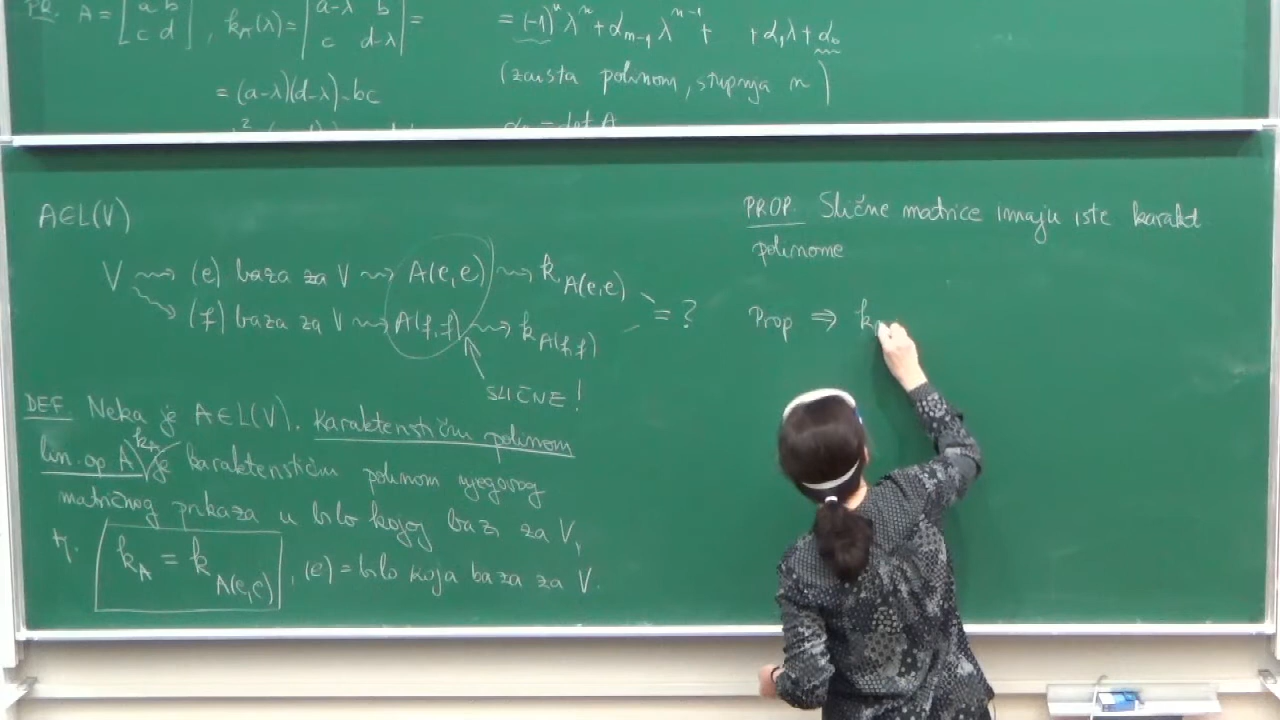 PR. A = [a b; c d], k_A(λ) = |a-λ b; c d-λ| =
= (a-λ)(d-λ)-bc
= (-1)^n λ^n + α_{n-1} λ^{n-1} + + α_1 λ + α_0
(zaista polinom, stupnja n)
α_0 = det A
A∈L(V)
V ⇝ (e) baza za V ⇝ A(e,e) ⇝ k_{A(e,e)}
⇝ (f) baza za V ⇝ A(f,f) ⇝ k_{A(f,f)}
= ?
SLIČNE!
DEF. Neka je A∈L(V). Karakteristični polinom
lin. op A, k_A, je karakteristični polinom njegovog
matričnog prikaza u bilo kojoj bazi za V,
tj. k_A = k_{A(e,e)}, (e) = bilo koja baza za V.
PROP. Slične matrice imaju iste karakt
polinome
Prop ⇒ k